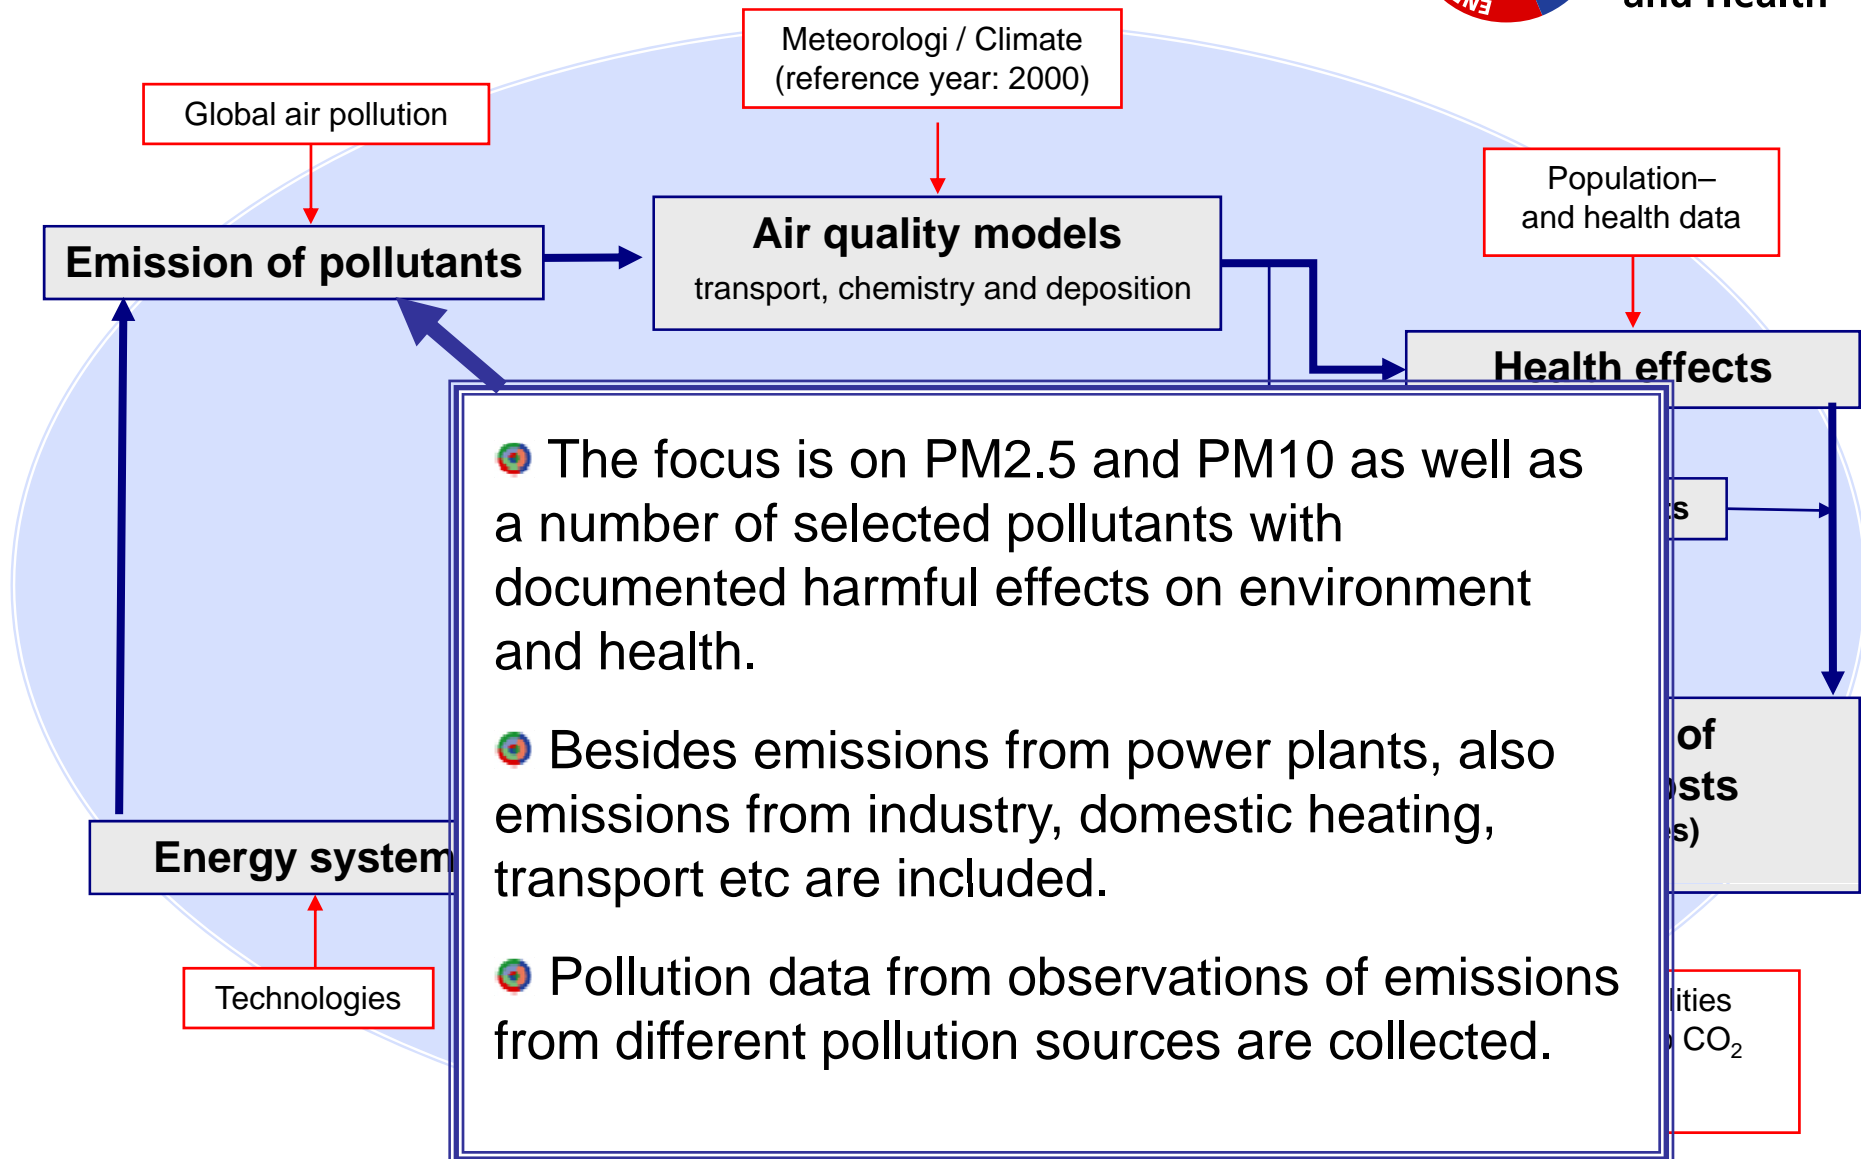 and Health
Meteorologi / Climate
(reference year: 2000)
Global air pollution
Population–
and health data
Emission of pollutants
Air quality models
transport, chemistry and deposition
Health effects
The focus is on PM2.5 and PM10 as well as
a number of selected pollutants with
documented harmful effects on environment
and health.
Besides emissions from power plants, also
emissions from industry, domestic heating,
transport etc are included.
Pollution data from observations of emissions
from different pollution sources are collected.
of
Energy system
Technologies
CO₂